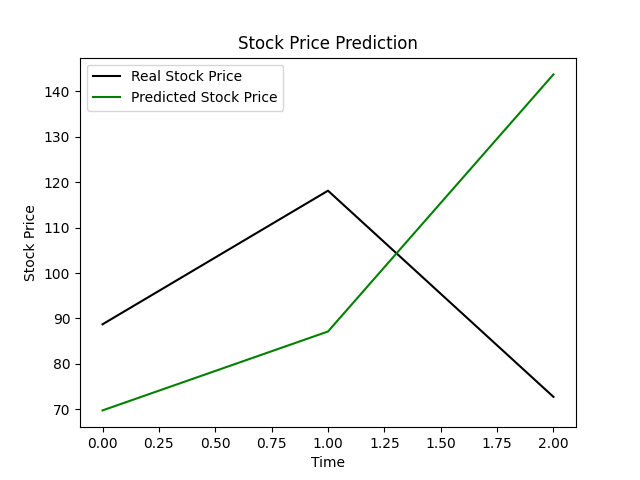 Stock Price Prediction
Real Stock Price
Predicted Stock Price
Stock Price
140
130
120
110
100
90
80
70
0.00 0.25 0.50 0.75 1.00 1.25 1.50 1.75 2.00
Time